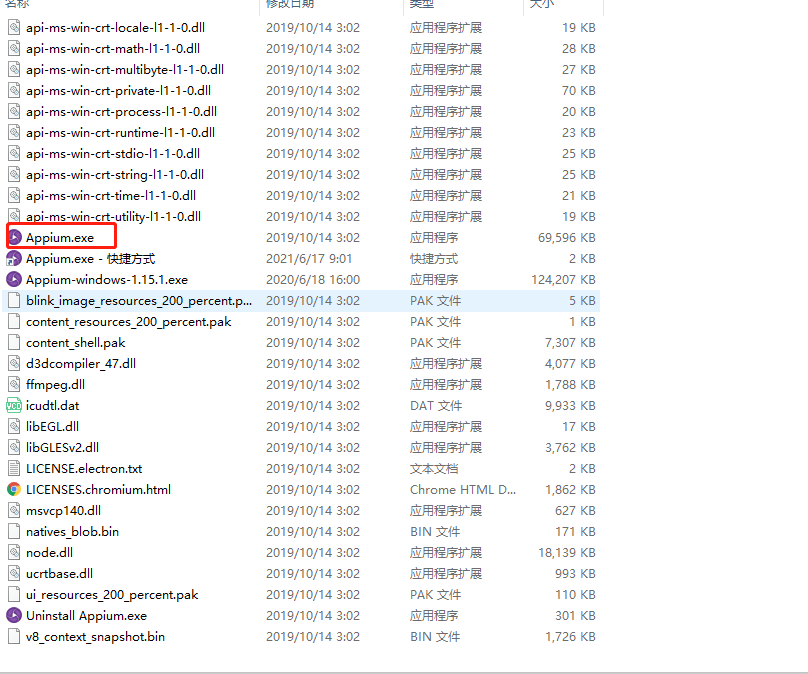 名称 修改日期 类型 大小
api-ms-win-crt-locale-l1-1-0.dll 2019/10/14 3:02 应用程序扩展 19 KB
api-ms-win-crt-math-l1-1-0.dll 2019/10/14 3:02 应用程序扩展 28 KB
api-ms-win-crt-multibyte-l1-1-0.dll 2019/10/14 3:02 应用程序扩展 27 KB
api-ms-win-crt-private-l1-1-0.dll 2019/10/14 3:02 应用程序扩展 70 KB
api-ms-win-crt-process-l1-1-0.dll 2019/10/14 3:02 应用程序扩展 20 KB
api-ms-win-crt-runtime-l1-1-0.dll 2019/10/14 3:02 应用程序扩展 23 KB
api-ms-win-crt-stdio-l1-1-0.dll 2019/10/14 3:02 应用程序扩展 25 KB
api-ms-win-crt-string-l1-1-0.dll 2019/10/14 3:02 应用程序扩展 25 KB
api-ms-win-crt-time-l1-1-0.dll 2019/10/14 3:02 应用程序扩展 21 KB
api-ms-win-crt-utility-l1-1-0.dll 2019/10/14 3:02 应用程序扩展 19 KB
Appium.exe 2019/10/14 3:02 应用程序 69,596 KB
Appium.exe - 快捷方式 2021/6/17 9:01 快捷方式 2 KB
Appium-windows-1.15.1.exe 2020/6/18 16:00 应用程序 124,207 KB
blink_image_resources_200_percent.p... 2019/10/14 3:02 PAK 文件 5 KB
content_resources_200_percent.pak 2019/10/14 3:02 PAK 文件 1 KB
content_shell.pak 2019/10/14 3:02 PAK 文件 7,307 KB
d3dcompiler_47.dll 2019/10/14 3:02 应用程序扩展 4,077 KB
ffmpeg.dll 2019/10/14 3:02 应用程序扩展 1,788 KB
icudtl.dat 2019/10/14 3:02 DAT 文件 9,933 KB
libEGL.dll 2019/10/14 3:02 应用程序扩展 17 KB
libGLESv2.dll 2019/10/14 3:02 应用程序扩展 3,762 KB
LICENSE.electron.txt 2019/10/14 3:02 文本文档 2 KB
LICENSES.chromium.html 2019/10/14 3:02 Chrome HTML D... 1,862 KB
msvcp140.dll 2019/10/14 3:02 应用程序扩展 627 KB
natives_blob.bin 2019/10/14 3:02 BIN 文件 171 KB
node.dll 2019/10/14 3:02 应用程序扩展 18,139 KB
ucrtbase.dll 2019/10/14 3:02 应用程序扩展 993 KB
ui_resources_200_percent.pak 2019/10/14 3:02 PAK 文件 110 KB
Uninstall Appium.exe 2019/10/14 3:02 应用程序 301 KB
v8_context_snapshot.bin 2019/10/14 3:02 BIN 文件 1,726 KB